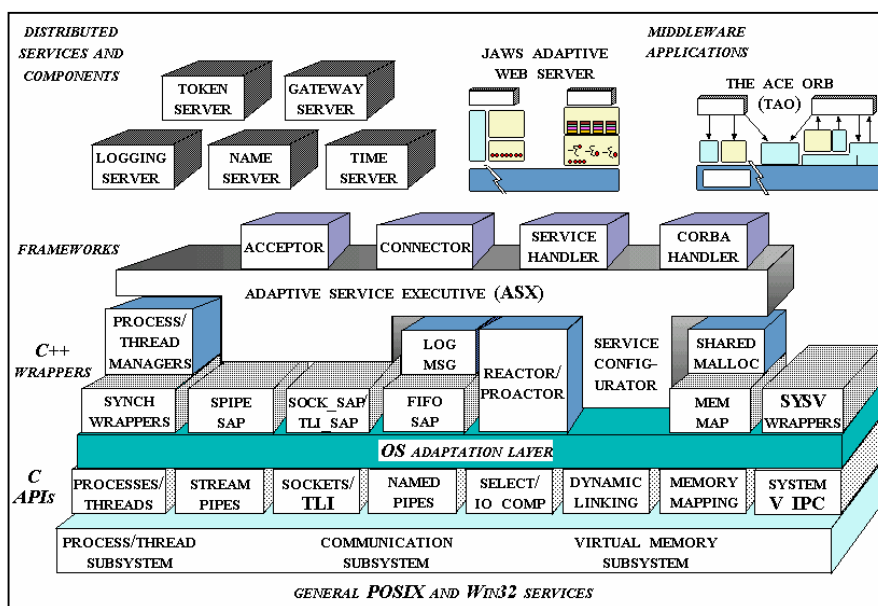 DISTRIBUTED
SERVICES AND
COMPONENTS
MIDDLEWARE
APPLICATIONS
JAWS ADAPTIVE
WEB SERVER
THE ACE ORB
(TAO)
TOKEN
SERVER
GATEWAY
SERVER
LOGGING
SERVER
NAME
SERVER
TIME
SERVER
FRAMEWORKS
ACCEPTOR
CONNECTOR
SERVICE
HANDLER
CORBA
HANDLER
ADAPTIVE SERVICE EXECUTIVE (ASX)
C++
WRAPPERS
PROCESS/
THREAD
MANAGERS
LOG
MSG
REACTOR/
PROACTOR
SERVICE
CONFIG-
URATOR
SHARED
MALLOC
SYNCH
WRAPPERS
SPIPE
SAP
SOCK_SAP/
TLI_SAP
FIFO
SAP
MEM
MAP
SYSV
WRAPPERS
OS ADAPTATION LAYER
C
APIs
PROCESSES/
THREADS
STREAM
PIPES
SOCKETS/
TLI
NAMED
PIPES
SELECT/
IO COMP
DYNAMIC
LINKING
MEMORY
MAPPING
SYSTEM
V IPC
PROCESS/THREAD
SUBSYSTEM
COMMUNICATION
SUBSYSTEM
VIRTUAL MEMORY
SUBSYSTEM
GENERAL POSIX AND WIN32 SERVICES